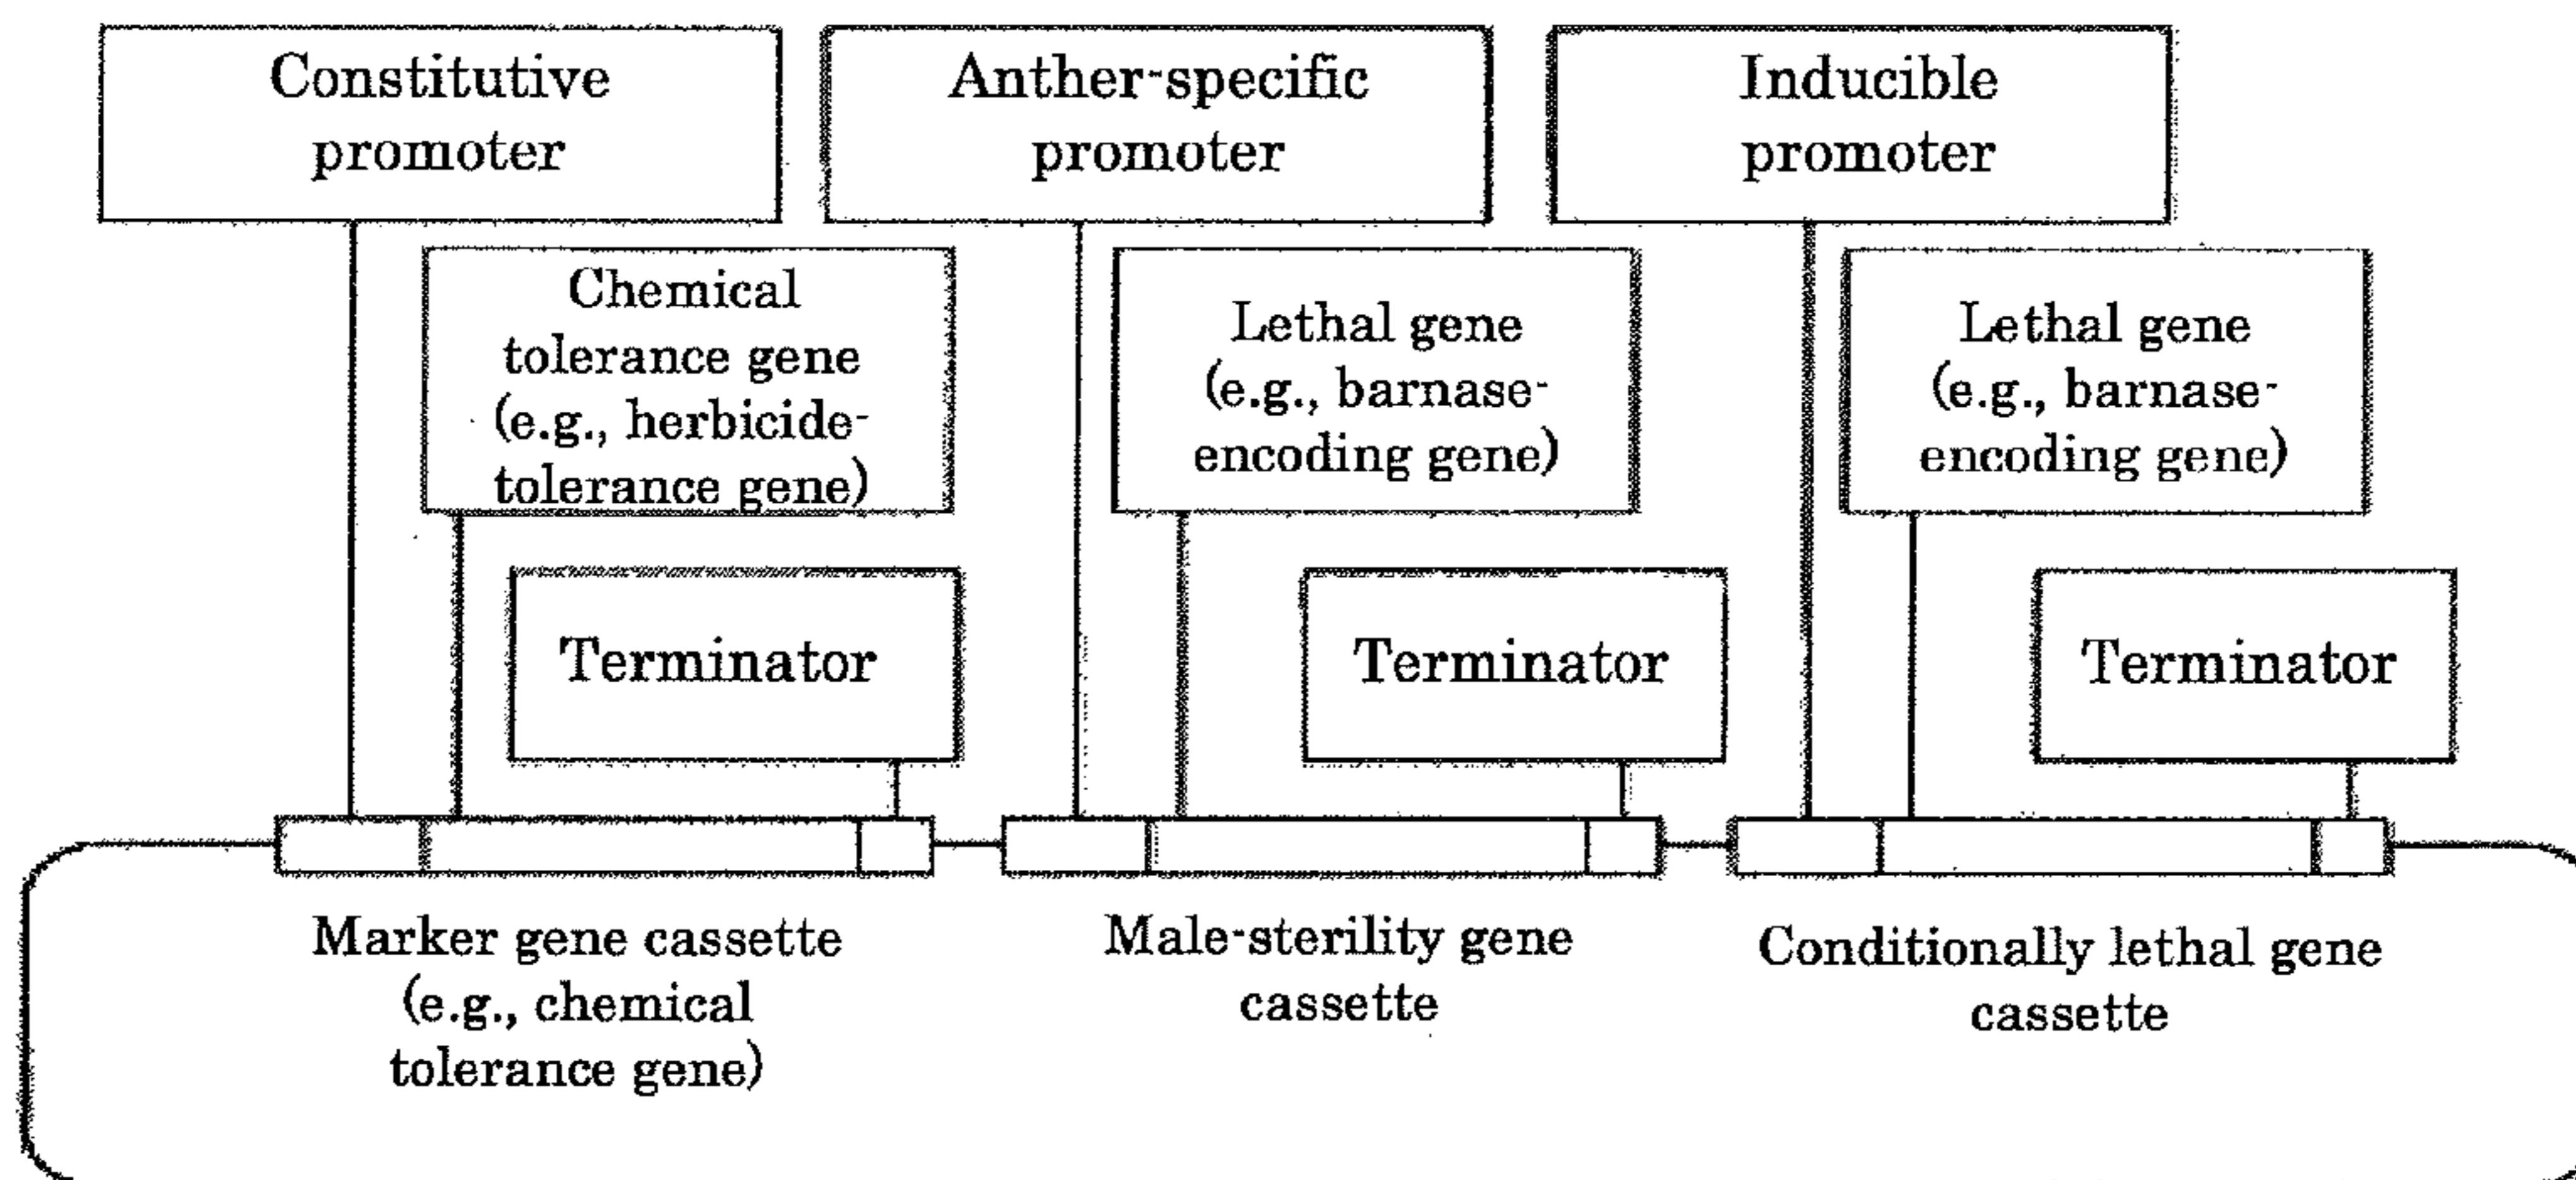 Constitutive
promoter
Anther-specific
promoter
Inducible
promoter
Chemical
tolerance gene
(e.g., herbicide-
tolerance gene)
Lethal gene
(e.g., barnase-
encoding gene)
Lethal gene
(e.g., barnase-
encoding gene)
Terminator
Terminator
Terminator
Marker gene cassette
(e.g., chemical
tolerance gene)
Male-sterility gene
cassette
Conditionally lethal gene
cassette